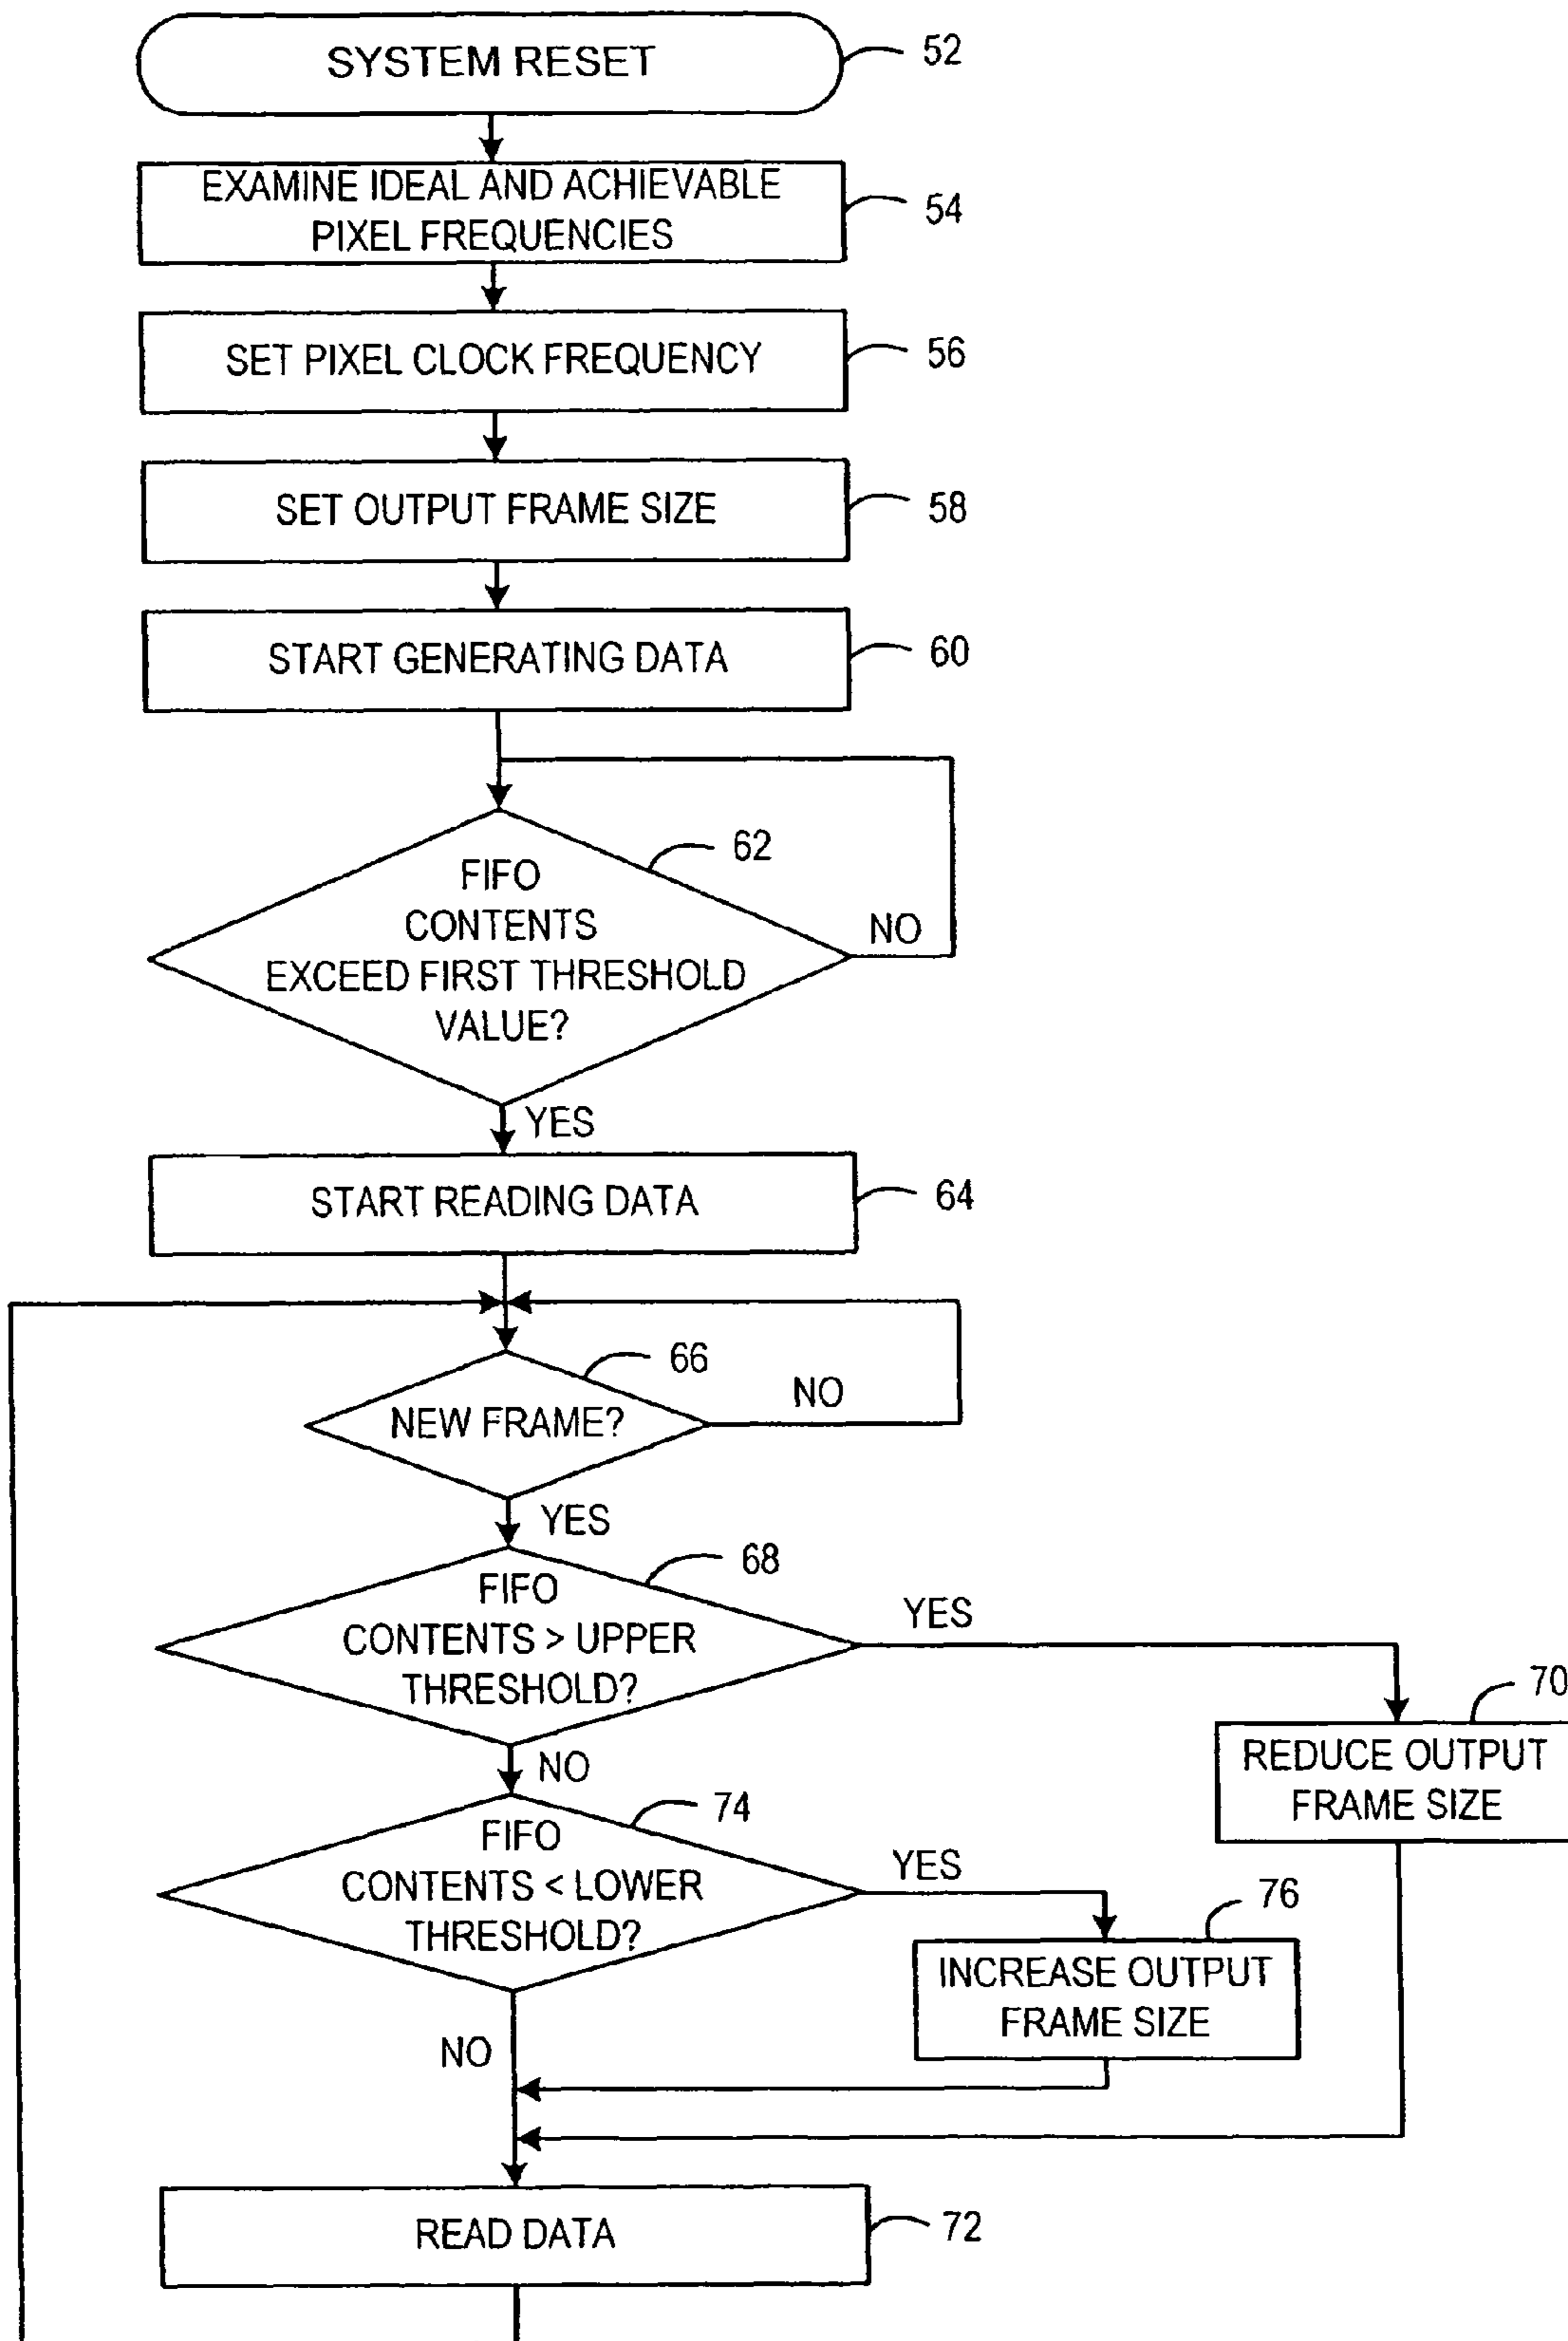 SYSTEM RESET
52
EXAMINE IDEAL AND ACHIEVABLE
PIXEL FREQUENCIES
54
SET PIXEL CLOCK FREQUENCY
56
SET OUTPUT FRAME SIZE
58
START GENERATING DATA
60
62
FIFO
CONTENTS
EXCEED FIRST THRESHOLD
VALUE?
NO
YES
START READING DATA
64
66
NEW FRAME?
NO
YES
68
FIFO
CONTENTS > UPPER
THRESHOLD?
YES
70
REDUCE OUTPUT
FRAME SIZE
NO
74
FIFO
CONTENTS < LOWER
THRESHOLD?
YES
76
INCREASE OUTPUT
FRAME SIZE
NO
READ DATA
72